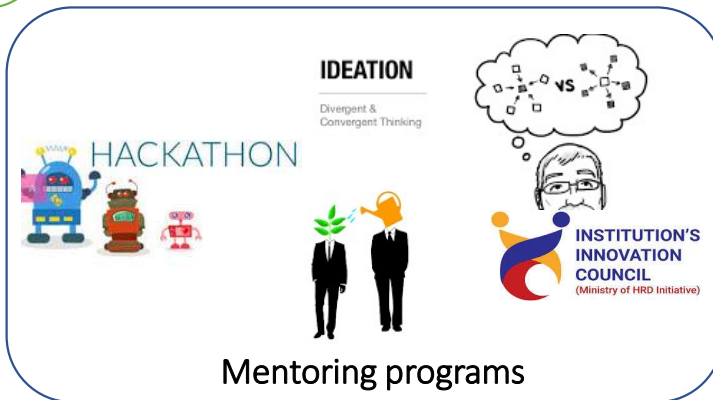 IDEATION
Divergent &
Convergent Thinking
VS
HACKATHON
INSTITUTION'S
INNOVATION
COUNCIL
(Ministry of HRD Initiative)
Mentoring programs